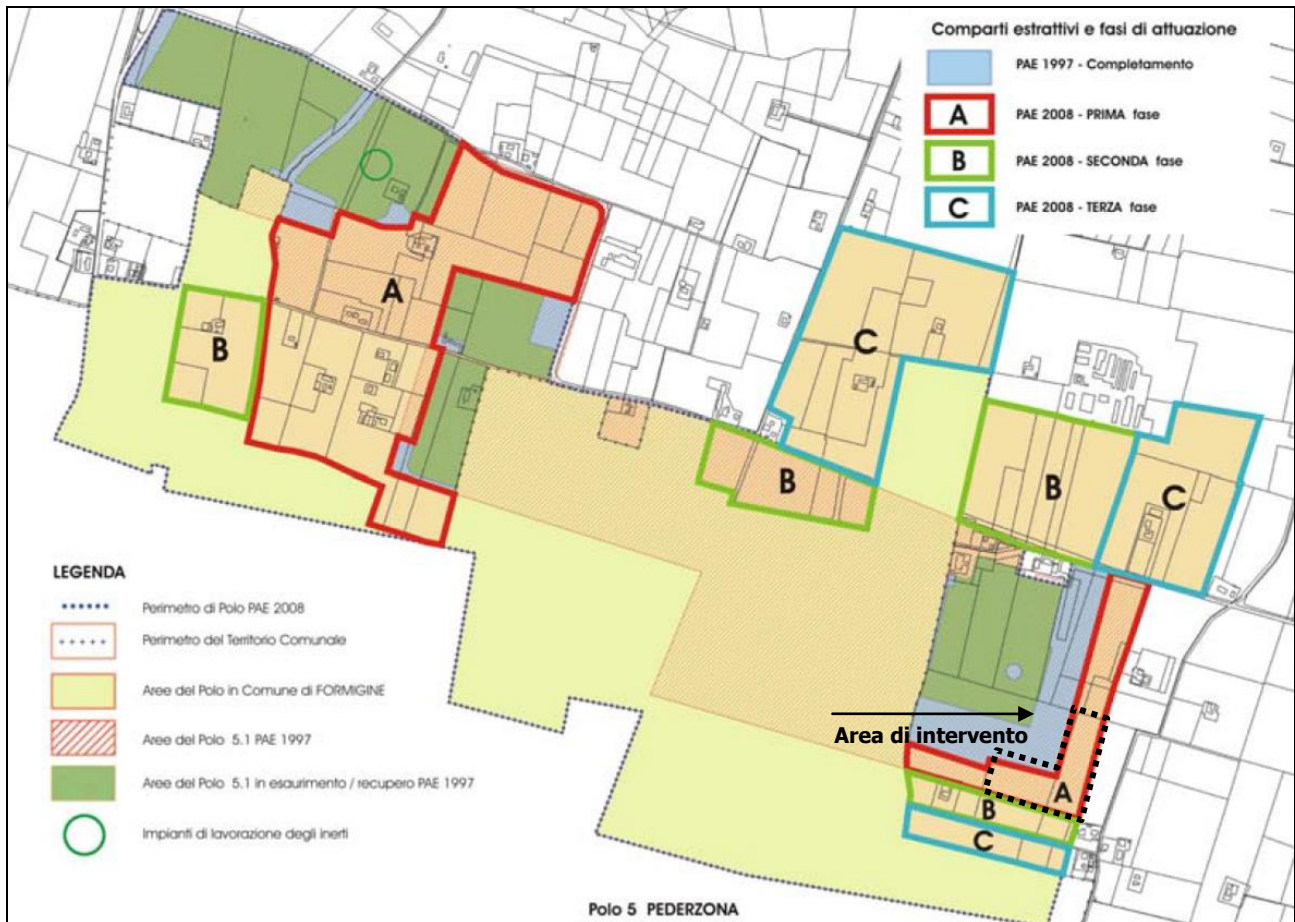 Comparti estrattivi e fasi di attuazione
PAE 1997 - Completamento
A PAE 2008 - PRIMA fase
B PAE 2008 - SECONDA fase
C PAE 2008 - TERZA fase
A
B
C
B
B
C
Area di intervento
A
B
C
LEGENDA
Perimetro di Polo PAE 2008
Perimetro del Territorio Comunale
Aree del Polo in Comune di FORMIGINE
Aree del Polo 5.1 PAE 1997
Aree del Polo 5.1 in esaurimento / recupero PAE 1997
Impianti di lavorazione degli inerti
Polo 5 PEDERZONA